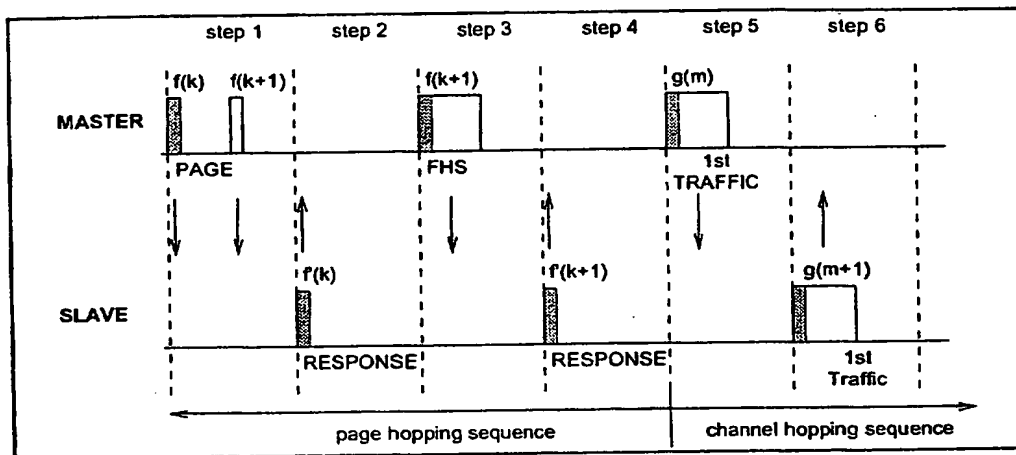 step 1 step 2 step 3 step 4 step 5 step 6
f(k) f(k+1) f(k+1) g(m)
MASTER
PAGE FHS 1st
TRAFFIC
f'(k) f'(k+1) g(m+1)
SLAVE
RESPONSE RESPONSE 1st
Traffic
page hopping sequence channel hopping sequence